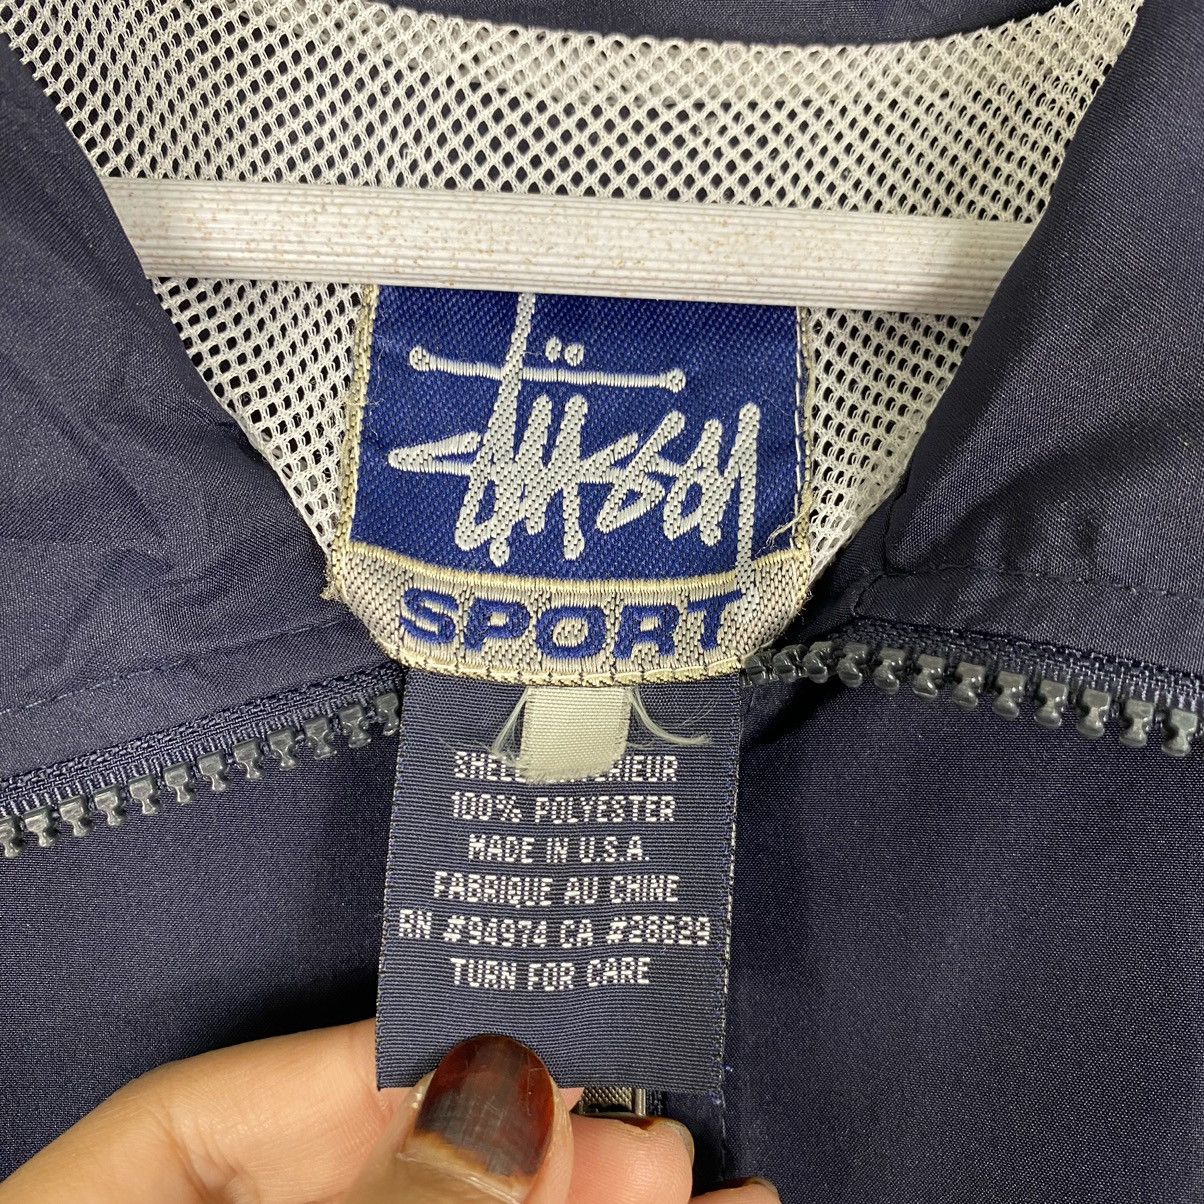 Stüssy
SPORT
100% POLYESTER
MADE IN U.S.A.
FABRIQUE AU CHINE
RN #94974 CA #28629
TURN FOR CARE